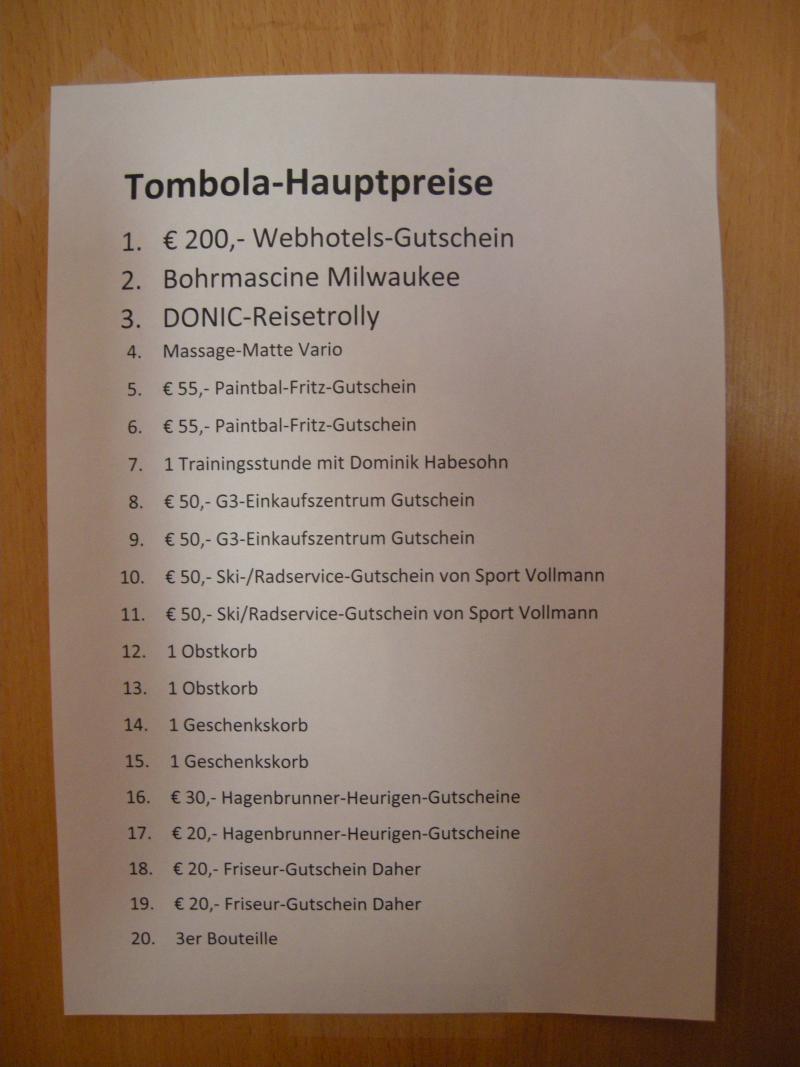 Tombola-Hauptpreise
1. € 200,- Webhotels-Gutschein
2. Bohrmascine Milwaukee
3. DONIC-Reisetrolly
4. Massage-Matte Vario
5. € 55,- Paintbal-Fritz-Gutschein
6. € 55,- Paintbal-Fritz-Gutschein
7. 1 Trainingsstunde mit Dominik Habesohn
8. € 50,- G3-Einkaufszentrum Gutschein
9. € 50,- G3-Einkaufszentrum Gutschein
10. € 50,- Ski-/Radservice-Gutschein von Sport Vollmann
11. € 50,- Ski/Radservice-Gutschein von Sport Vollmann
12. 1 Obstkorb
13. 1 Obstkorb
14. 1 Geschenkskorb
15. 1 Geschenkskorb
16. € 30,- Hagenbrunner-Heurigen-Gutscheine
17. € 20,- Hagenbrunner-Heurigen-Gutscheine
18. € 20,- Friseur-Gutschein Daher
19. € 20,- Friseur-Gutschein Daher
20. 3er Bouteille